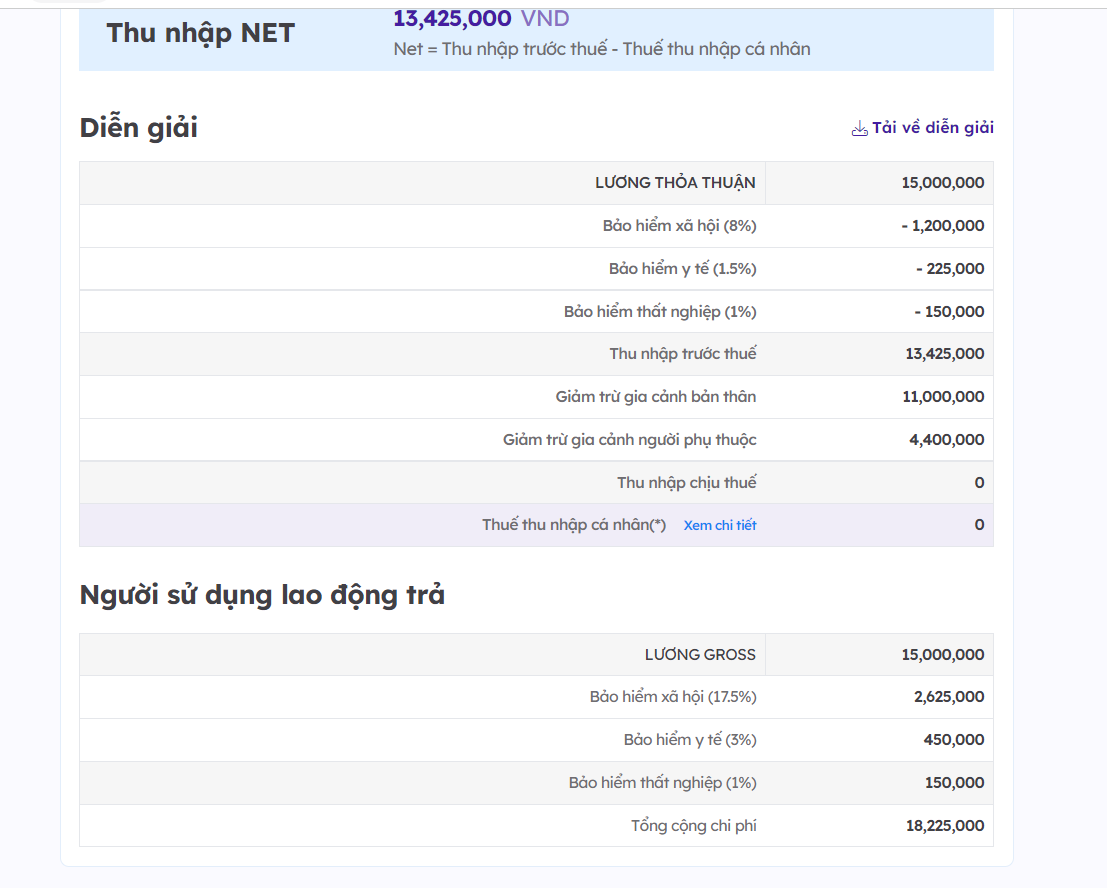 Thu nhập NET
13,425,000 VND
Net = Thu nhập trước thuế - Thuế thu nhập cá nhân
Diễn giải
Tải về diễn giải
LƯƠNG THỎA THUẬN 15,000,000
Bảo hiểm xã hội (8%) - 1,200,000
Bảo hiểm y tế (1.5%) - 225,000
Bảo hiểm thất nghiệp (1%) - 150,000
Thu nhập trước thuế 13,425,000
Giảm trừ gia cảnh bản thân 11,000,000
Giảm trừ gia cảnh người phụ thuộc 4,400,000
Thu nhập chịu thuế 0
Thuế thu nhập cá nhân(*) Xem chi tiết 0
Người sử dụng lao động trả
LƯƠNG GROSS 15,000,000
Bảo hiểm xã hội (17.5%) 2,625,000
Bảo hiểm y tế (3%) 450,000
Bảo hiểm thất nghiệp (1%) 150,000
Tổng cộng chi phí 18,225,000